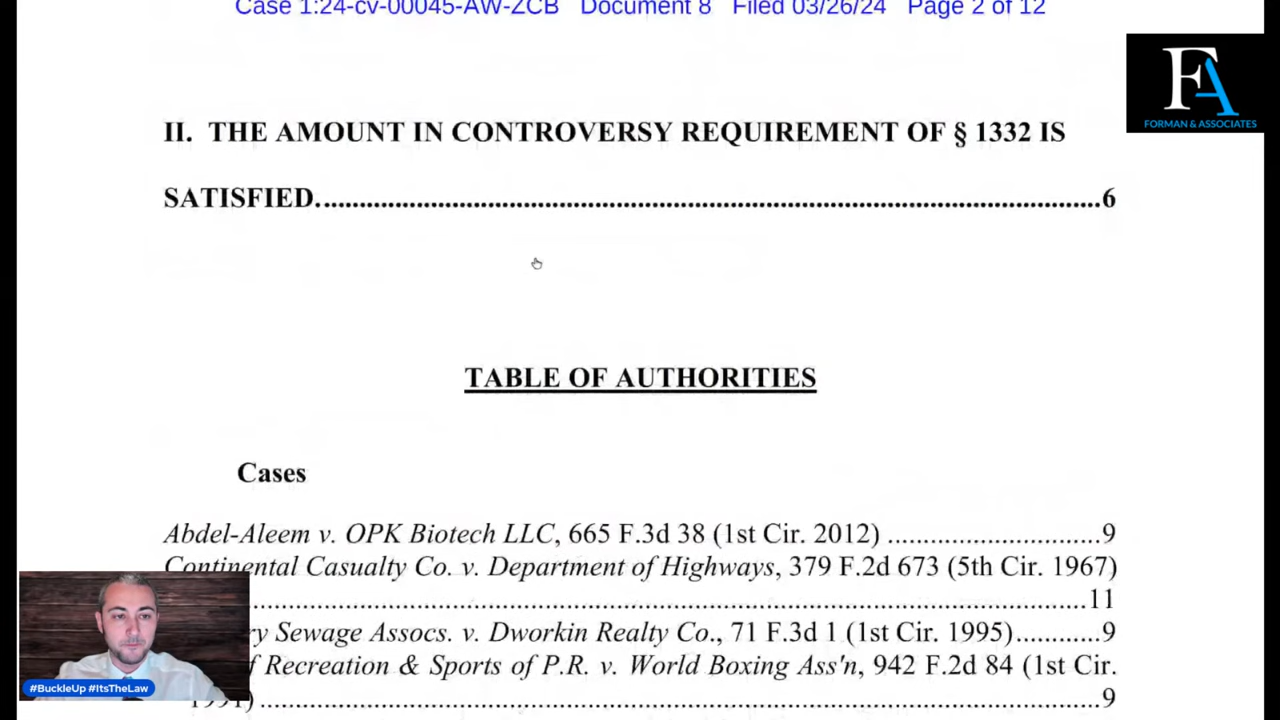 Case 1:24-cv-00045-AW-ZCB Document 8 Filed 03/26/24 Page 2 of 12
FA
FORMAN & ASSOCIATES
II. THE AMOUNT IN CONTROVERSY REQUIREMENT OF § 1332 IS
SATISFIED...............................................................................................................6
TABLE OF AUTHORITIES
Cases
Abdel-Aleem v. OPK Biotech LLC, 665 F.3d 38 (1st Cir. 2012) ..............................9
Continental Casualty Co. v. Department of Highways, 379 F.2d 673 (5th Cir. 1967)
.....................................................................................................................11
ry Sewage Assocs. v. Dworkin Realty Co., 71 F.3d 1 (1st Cir. 1995)...........9
f Recreation & Sports of P.R. v. World Boxing Ass'n, 942 F.2d 84 (1st Cir.
1991).....................................................................................................................9
#BuckleUp #ItsTheLaw